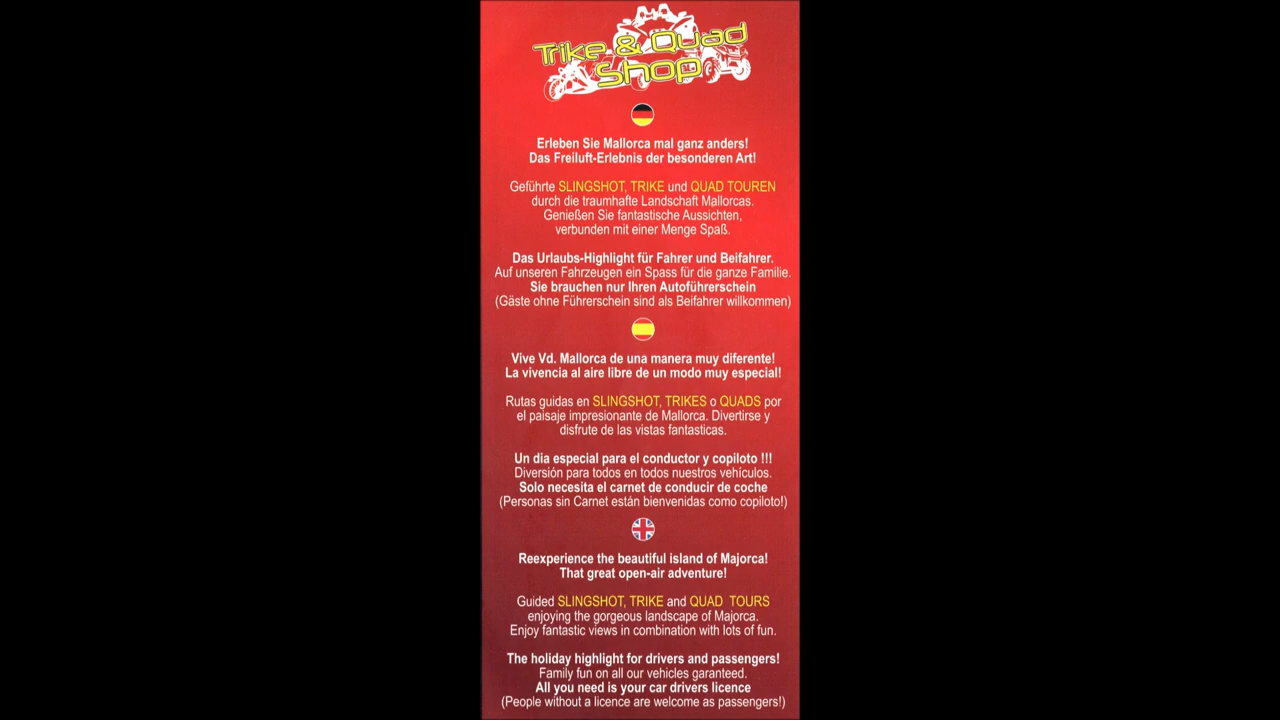 Trike & Quad
Shop
Erleben Sie Mallorca mal ganz anders!
Das Freiluft-Erlebnis der besonderen Art!
Geführte SLINGSHOT, TRIKE und QUAD TOUREN
durch die traumhafte Landschaft Mallorcas.
Genießen Sie fantastische Aussichten,
verbunden mit einer Menge Spaß.
Das Urlaubs-Highlight für Fahrer und Beifahrer.
Auf unseren Fahrzeugen ein Spass für die ganze Familie.
Sie brauchen nur Ihren Autoführerschein
(Gäste ohne Führerschein sind als Beifahrer willkommen)
Vive Vd. Mallorca de una manera muy diferente!
La vivencia al aire libre de un modo muy especial!
Rutas guidas en SLINGSHOT, TRIKES o QUADS por
el paisaje impresionante de Mallorca. Divertirse y
disfrute de las vistas fantasticas.
Un dia especial para el conductor y copiloto !!!
Diversión para todos en todos nuestros vehículos.
Solo necesita el carnet de conducir de coche
(Personas sin Carnet están bienvenidas como copiloto!)
Reexperience the beautiful island of Majorca!
That great open-air adventure!
Guided SLINGSHOT, TRIKE and QUAD  TOURS
enjoying the gorgeous landscape of Majorca.
Enjoy fantastic views in combination with lots of fun.
The holiday highlight for drivers and passengers!
Family fun on all our vehicles garanteed.
All you need is your car drivers licence
(People without a licence are welcome as passengers!)